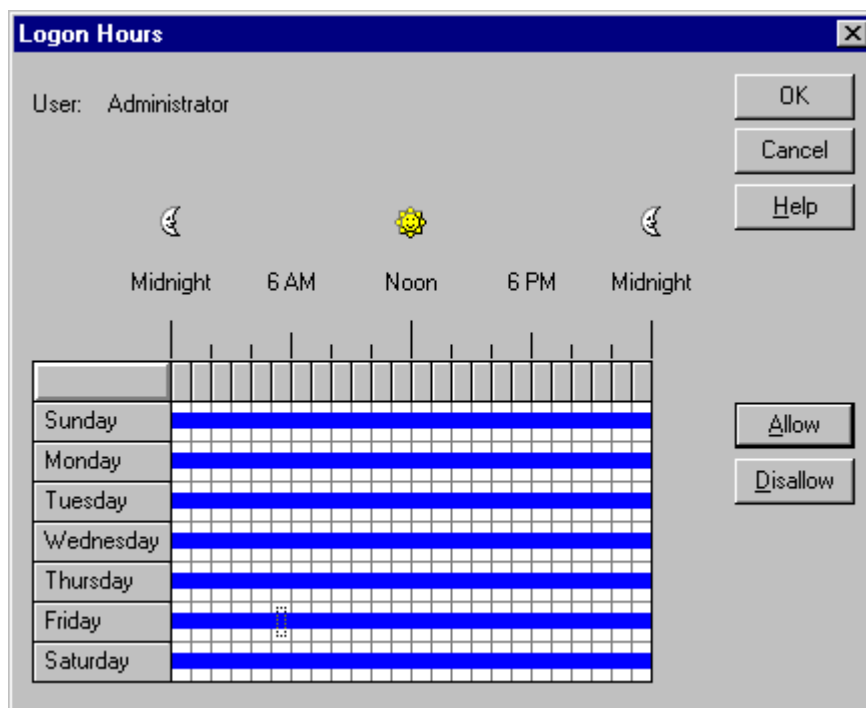 Logon Hours
User: Administrator
OK
Cancel
Help
Midnight 6 AM Noon 6 PM Midnight
Sunday
Monday
Tuesday
Wednesday
Thursday
Friday
Saturday
Allow
Disallow